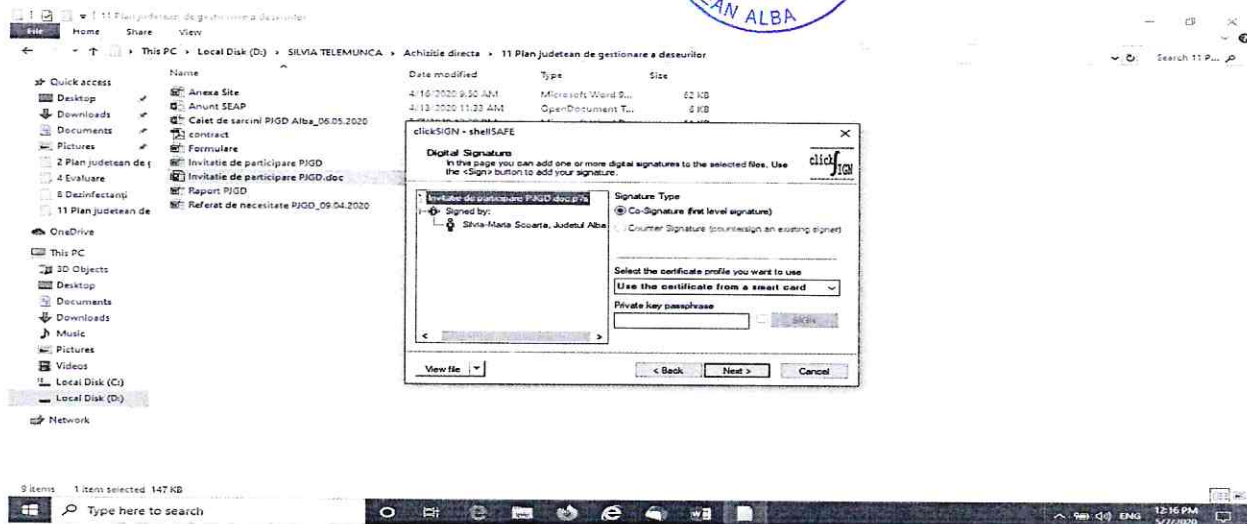 EAN ALBA
11 Plan judetean de gestionare a deseurilor
File Home Share View
This PC > Local Disk (D:) > SILVIA TELEMUNCA > Achizitie directa > 11 Plan judetean de gestionare a deseurilor
Search 11 P...
Name Date modified Type Size
Quick access
Desktop
Downloads
Documents
Pictures
2 Plan judetean de
4 Evaluare
8 Dezinfectanți
11 Plan judetean de
OneDrive
This PC
3D Objects
Desktop
Documents
Downloads
Music
Pictures
Videos
Local Disk (C:)
Local Disk (D:)
Network
Anexa Site 4/16/2020 9:50 AM Microsoft Word 9... 62 KB
Anunt SEAP 4/13/2020 11:33 AM OpenDocument T... 6 KB
Caiet de sarcini PJGD Alba_06.05.2020
contract
Formulare
Invitatie de participare PJGD
Invitatie de participare PJGD.doc
Raport PJGD
Referat de necesitate PJGD_09.04.2020
clickSIGN - shellSAFE
Digital Signature
In this page you can add one or more digital signatures to the selected files. Use
the <Sign> button to add your signature.
click SIGN
Invitatie de participare PJGD.doc.p7s
Signed by:
Silvia-Maria Scoarta, Judetul Alba
Signature Type
Co-Signature (first level signature)
Counter Signature (countersign an existing signer)
Select the certificate profile you want to use
Use the certificate from a smart card
Private key passphrase
View file
< Back Next > Cancel
9 items 1 item selected 147 KB
Type here to search
ENG 12:16 PM
5/7/2020